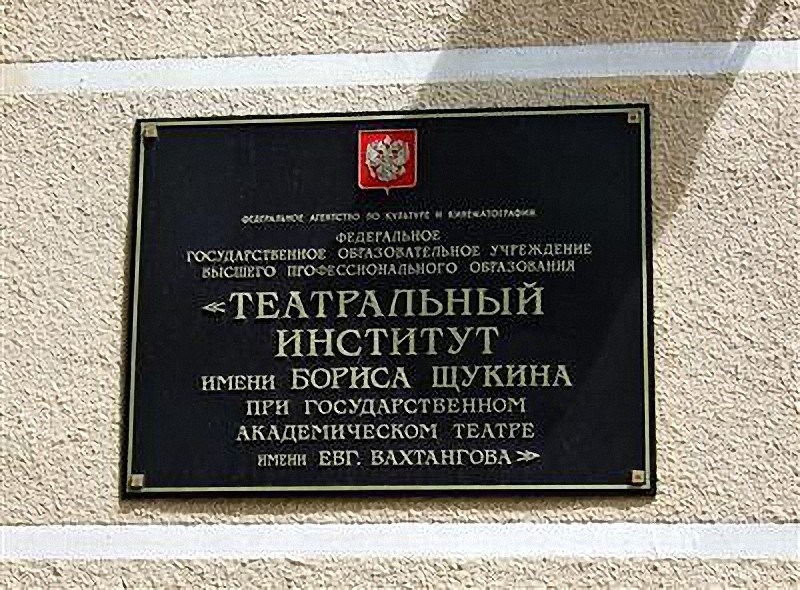 ФЕДЕРАЛЬНОЕ АГЕНТСТВО ПО КУЛЬТУРЕ И КИНЕМАТОГРАФИИ
ФЕДЕРАЛЬНОЕ
ГОСУДАРСТВЕННОЕ ОБРАЗОВАТЕЛЬНОЕ УЧРЕЖДЕНИЕ
ВЫСШЕГО ПРОФЕССИОНАЛЬНОГО ОБРАЗОВАНИЯ
«ТЕАТРАЛЬНЫЙ
ИНСТИТУТ
ИМЕНИ БОРИСА ЩУКИНА
ПРИ ГОСУДАРСТВЕННОМ
АКАДЕМИЧЕСКОМ ТЕАТРЕ
ИМЕНИ ЕВГ. ВАХТАНГОВА»